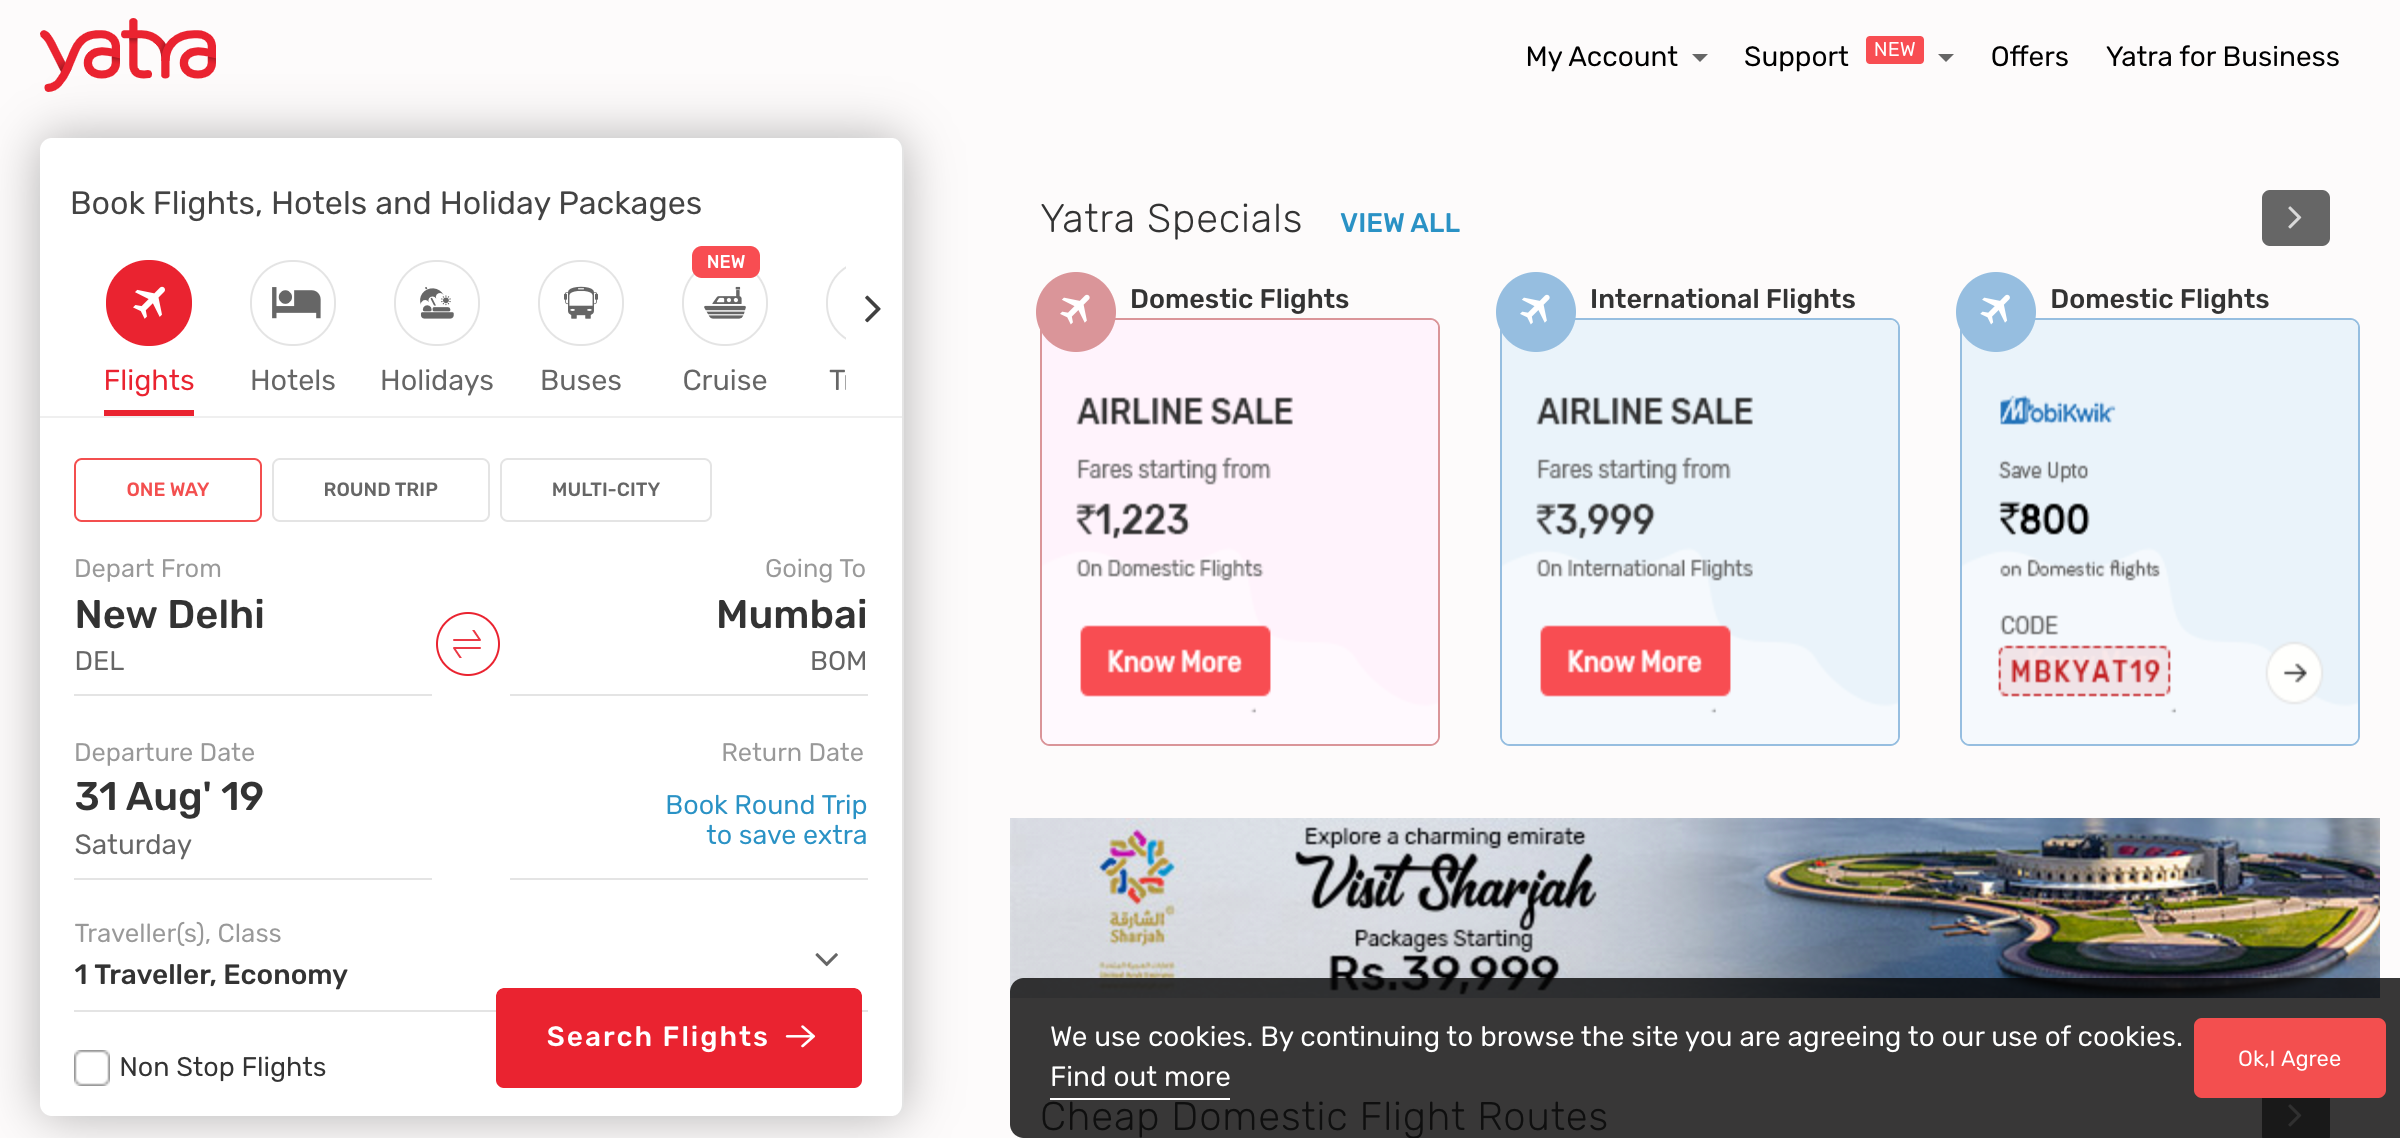 yatra
My Account
Support
NEW
Offers
Yatra for Business
Book Flights, Hotels and Holiday Packages
NEW
Flights
Hotels
Holidays
Buses
Cruise
ONE WAY
ROUND TRIP
MULTI-CITY
Depart From
New Delhi
DEL
Going To
Mumbai
BOM
Departure Date
31 Aug' 19
Saturday
Return Date
Book Round Trip
to save extra
Traveller(s), Class
1 Traveller, Economy
Non Stop Flights
Search Flights
Yatra Specials
VIEW ALL
Domestic Flights
AIRLINE SALE
Fares starting from
₹1,223
On Domestic Flights
Know More
International Flights
AIRLINE SALE
Fares starting from
₹3,999
On International Flights
Know More
Domestic Flights
MobiKwik
Save Upto
₹800
on Domestic flights
CODE
MBKYAT19
الشارقة
Sharjah
Explore a charming emirate
Visit Sharjah
Packages Starting
Rs.39,999
We use cookies. By continuing to browse the site you are agreeing to our use of cookies.
Find out more
Ok,I Agree
Cheap Domestic Flight Routes